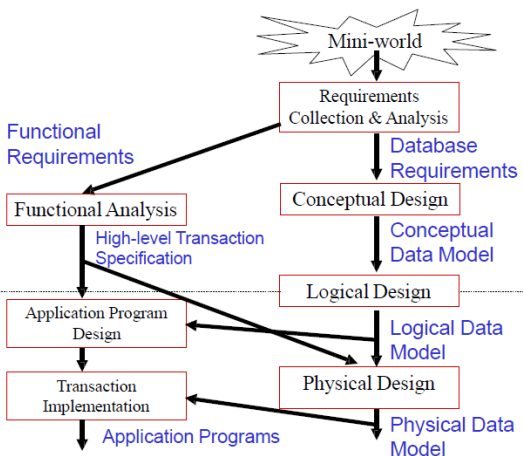 Mini-world
Requirements
Collection & Analysis
Functional
Requirements
Database
Requirements
Functional Analysis
Conceptual Design
High-level Transaction
Specification
Conceptual
Data Model
Logical Design
Application Program
Design
Logical Data
Model
Transaction
Implementation
Physical Design
Application Programs
Physical Data
Model